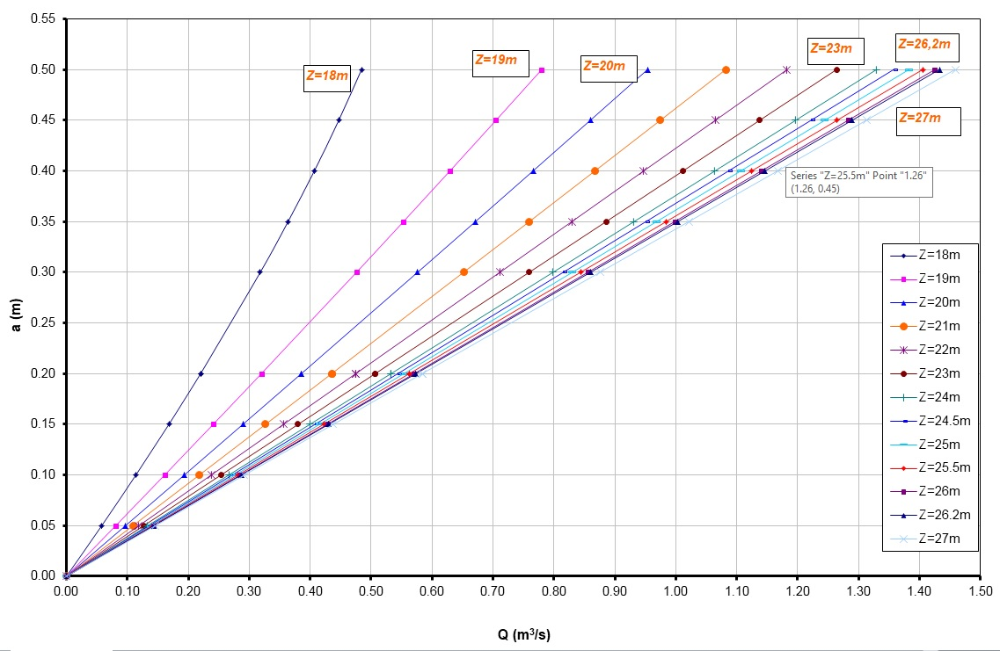 0.55
0.50
0.45
0.40
0.35
0.30
0.25
0.20
0.15
0.10
0.05
0.00
a (m)
Z=18m
Z=19m
Z=20m
Z=23m
Z=26,2m
Z=27m
Series "Z=25.5m" Point "1.26"
(1.26, 0.45)
Z=18m
Z=19m
Z=20m
Z=21m
Z=22m
Z=23m
Z=24m
Z=24.5m
Z=25m
Z=25.5m
Z=26m
Z=26.2m
Z=27m
0.00 0.10 0.20 0.30 0.40 0.50 0.60 0.70 0.80 0.90 1.00 1.10 1.20 1.30 1.40 1.50
Q (m³/s)